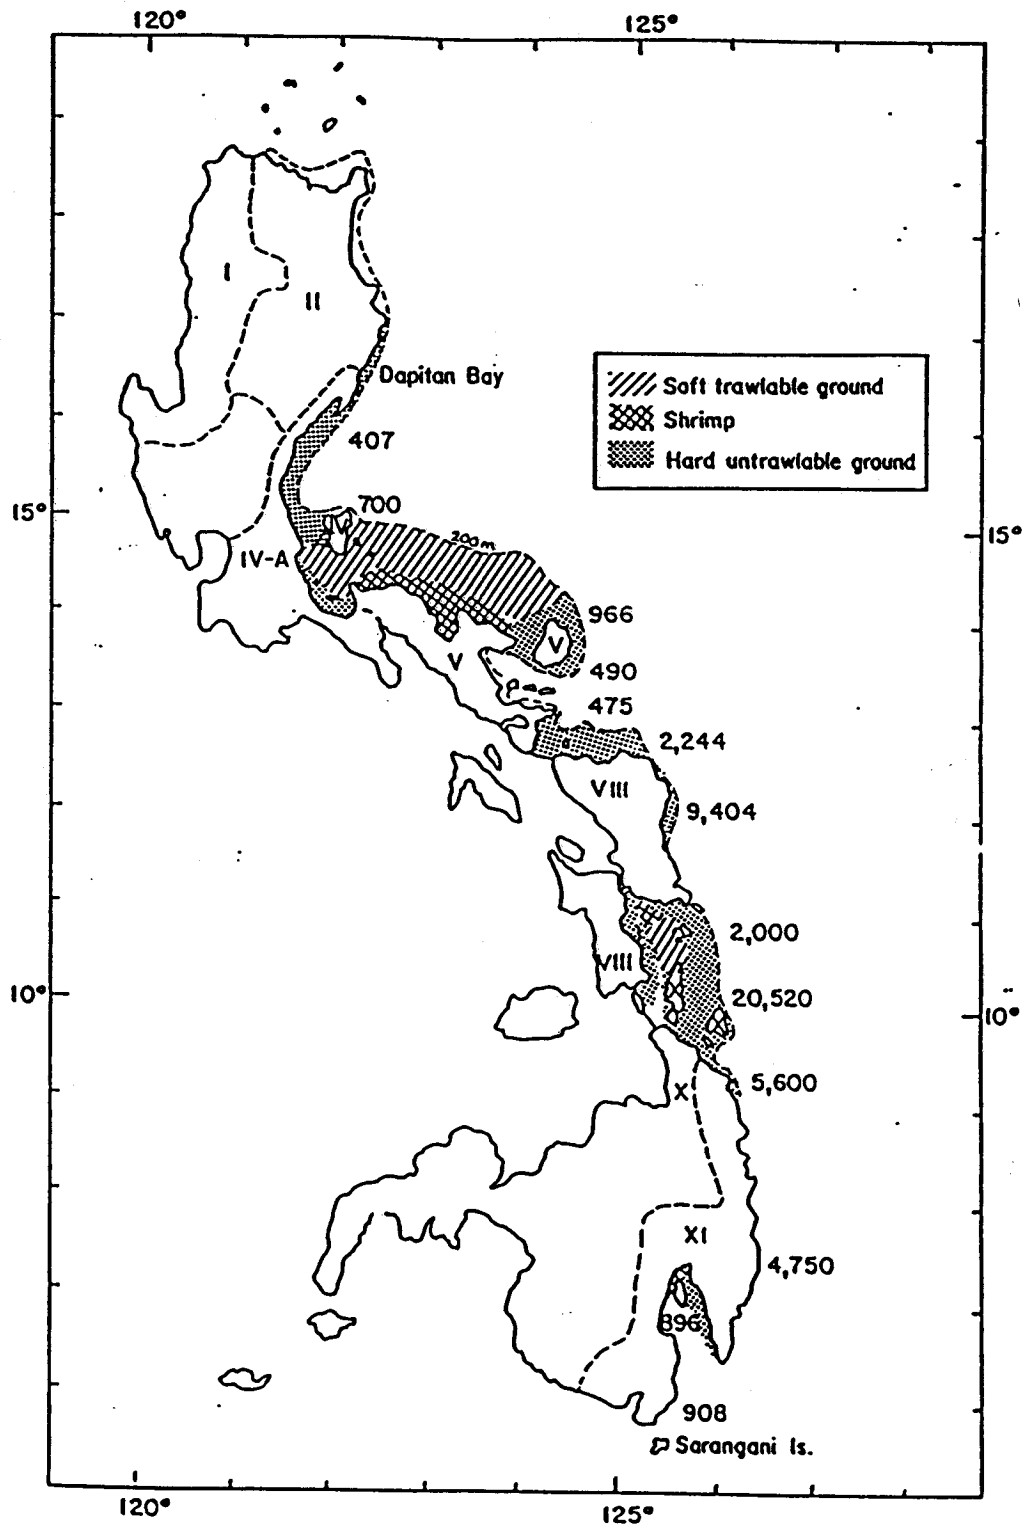 120°
125°
I
II
Dapitan Bay
Soft trawlable ground
Shrimp
Hard untrawlable ground
407
15°
700
V
200m
15°
IV-A
966
V
490
V
475
2,244
VIII
9,404
2,000
VIII
20,520
10°
10°
5,600
X
XI
4,750
896
908
Sarangani Is.
120°
125°